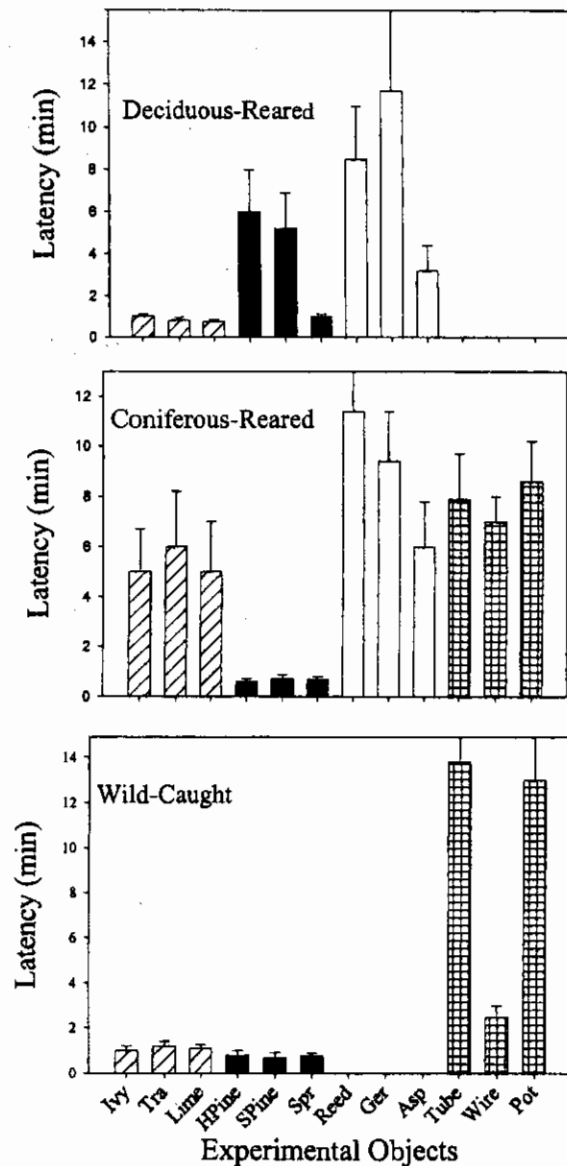 14
12
10
8
6
4
2
0
Latency (min)
Deciduous-Reared
12
10
8
6
4
2
0
Latency (min)
Coniferous-Reared
14
12
10
8
6
4
2
0
Latency (min)
Wild-Caught
Ivy
Tra
Lime
HPine
SPine
Spr
Reed
Ger
Asp
Tube
Wire
Pot
Experimental Objects